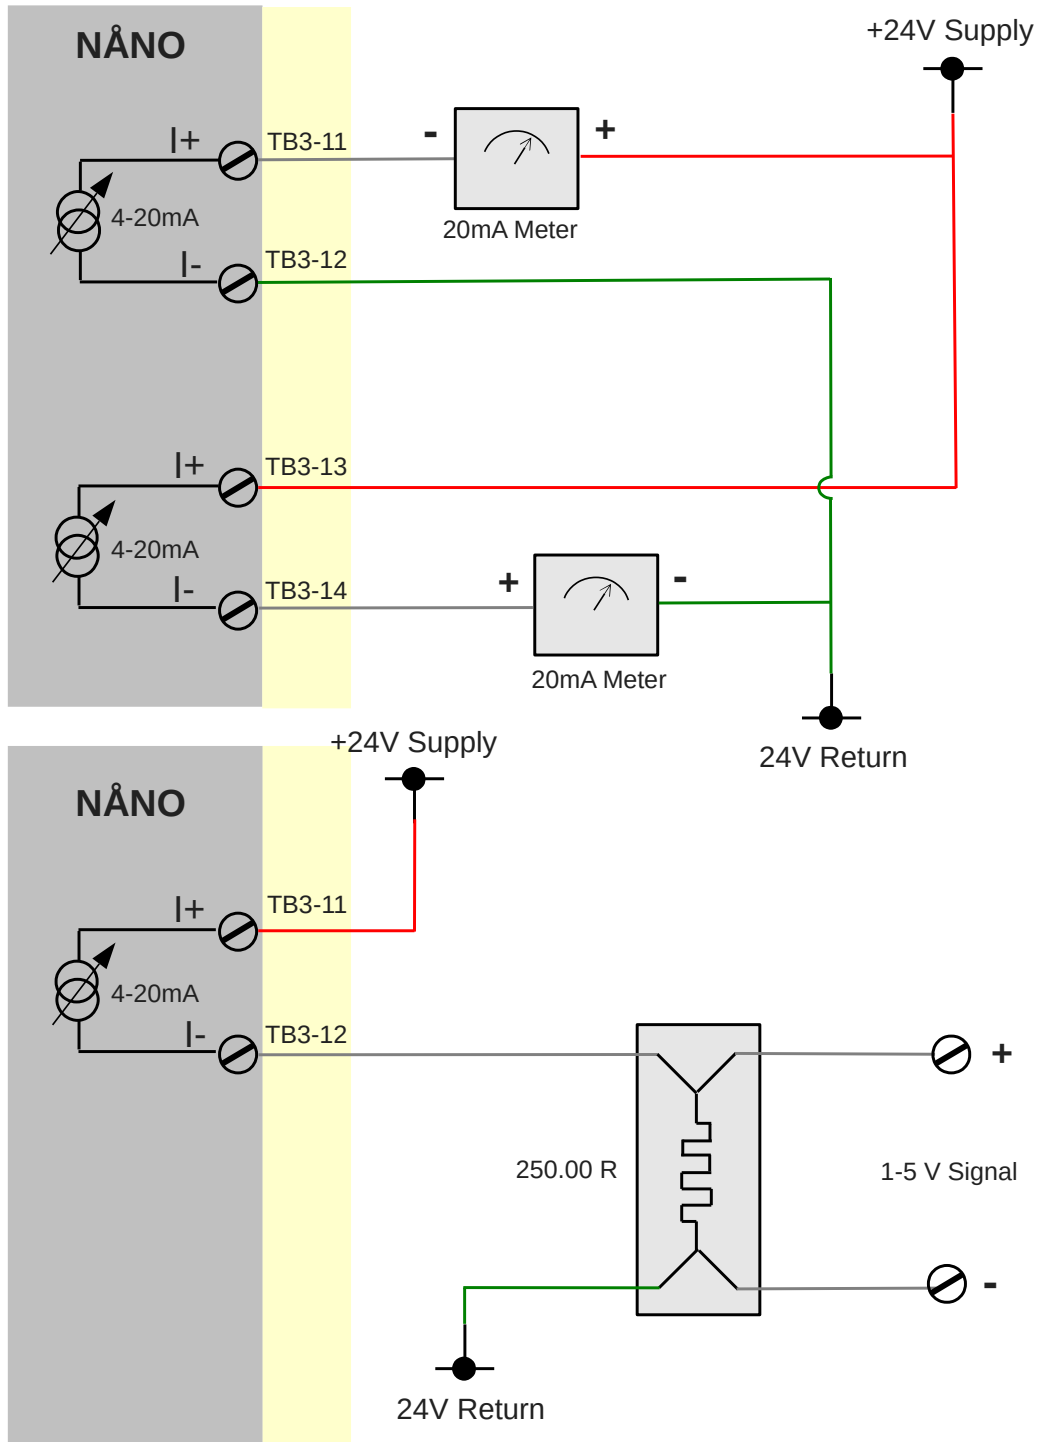 NÅNO
+24V Supply
I+
TB3-11
-
+
4-20mA
20mA Meter
I-
TB3-12
I+
TB3-13
4-20mA
I-
TB3-14
+
-
20mA Meter
24V Return
+24V Supply
NÅNO
I+
TB3-11
4-20mA
I-
TB3-12
+
250.00 R
1-5 V Signal
-
24V Return